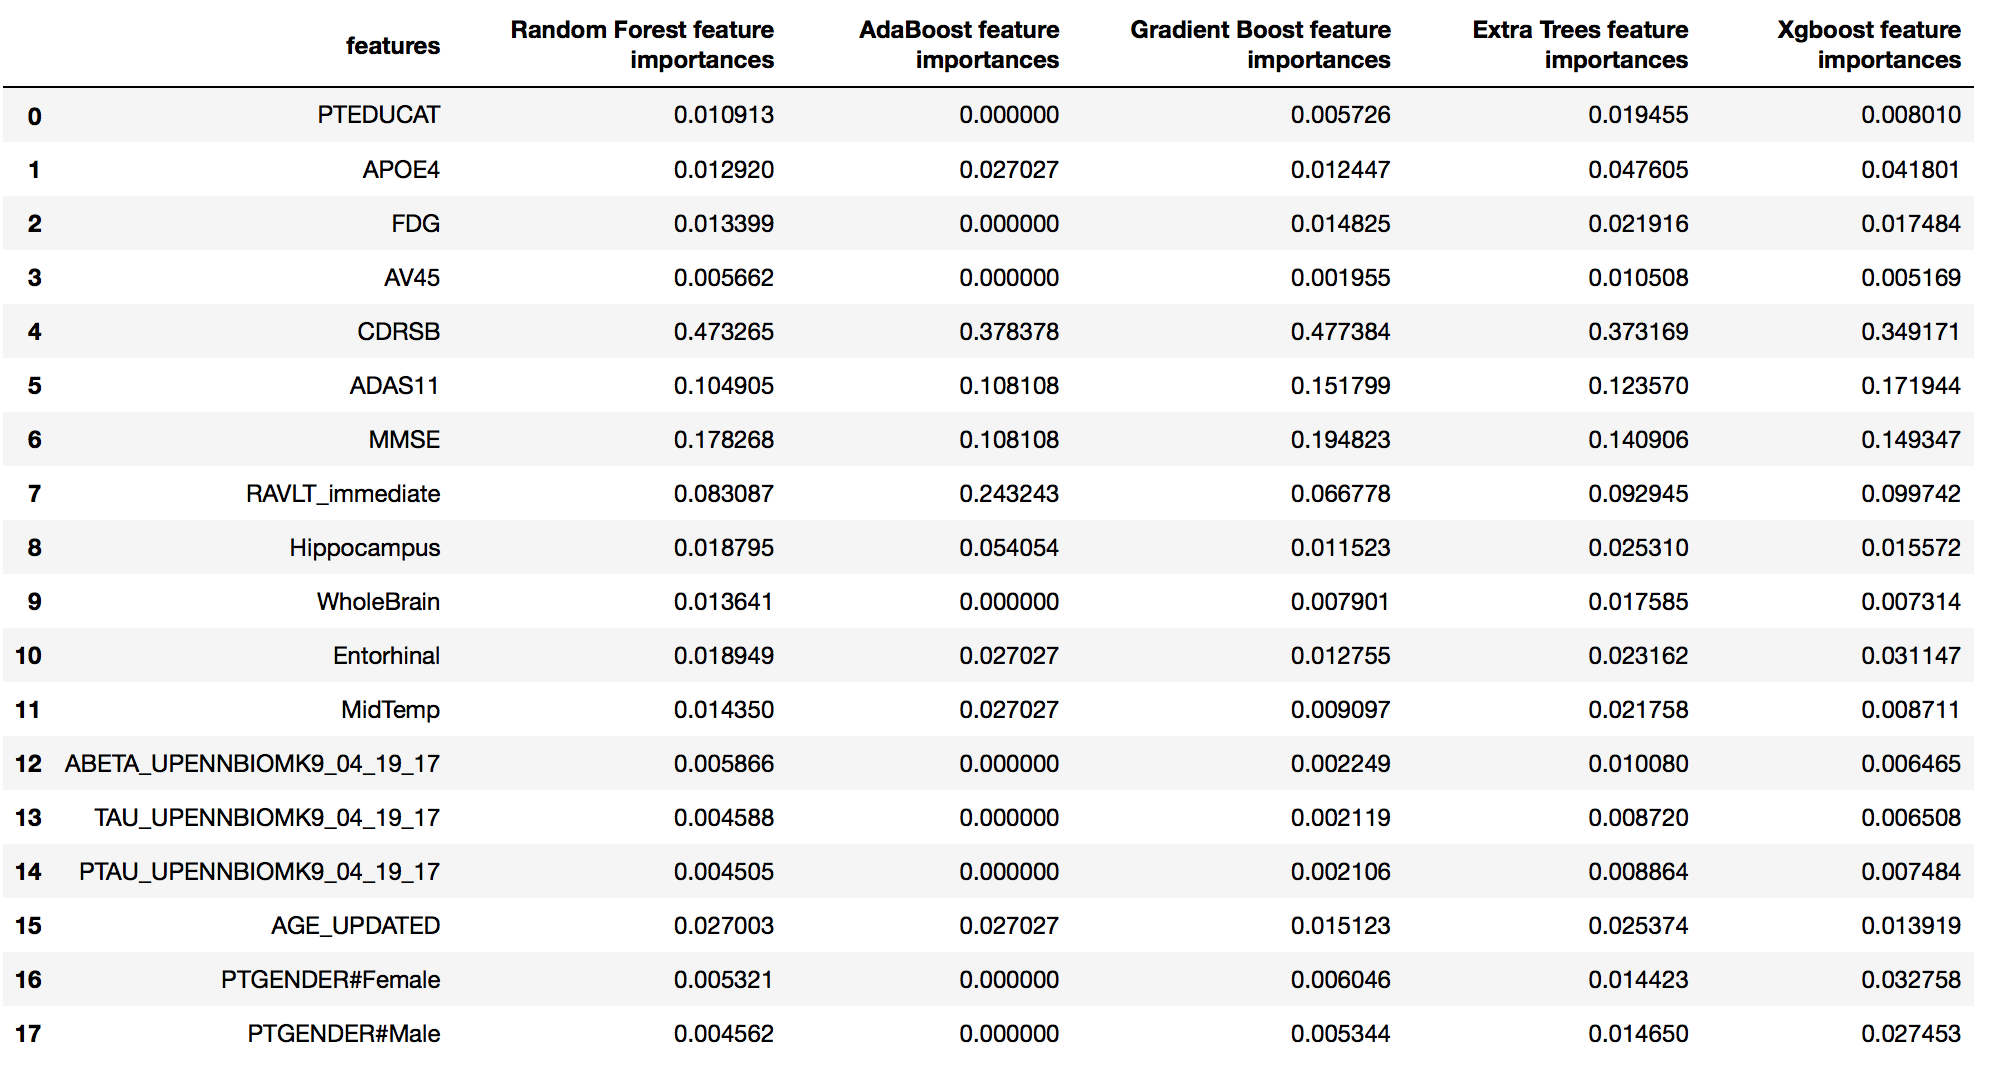 features Random Forest feature importances AdaBoost feature importances Gradient Boost feature importances Extra Trees feature importances Xgboost feature importances
0 PTEDUCAT 0.010913 0.000000 0.005726 0.019455 0.008010
1 APOE4 0.012920 0.027027 0.012447 0.047605 0.041801
2 FDG 0.013399 0.000000 0.014825 0.021916 0.017484
3 AV45 0.005662 0.000000 0.001955 0.010508 0.005169
4 CDRSB 0.473265 0.378378 0.477384 0.373169 0.349171
5 ADAS11 0.104905 0.108108 0.151799 0.123570 0.171944
6 MMSE 0.178268 0.108108 0.194823 0.140906 0.149347
7 RAVLT_immediate 0.083087 0.243243 0.066778 0.092945 0.099742
8 Hippocampus 0.018795 0.054054 0.011523 0.025310 0.015572
9 WholeBrain 0.013641 0.000000 0.007901 0.017585 0.007314
10 Entorhinal 0.018949 0.027027 0.012755 0.023162 0.031147
11 MidTemp 0.014350 0.027027 0.009097 0.021758 0.008711
12 ABETA_UPENNBIOMK9_04_19_17 0.005866 0.000000 0.002249 0.010080 0.006465
13 TAU_UPENNBIOMK9_04_19_17 0.004588 0.000000 0.002119 0.008720 0.006508
14 PTAU_UPENNBIOMK9_04_19_17 0.004505 0.000000 0.002106 0.008864 0.007484
15 AGE_UPDATED 0.027003 0.027027 0.015123 0.025374 0.013919
16 PTGENDER#Female 0.005321 0.000000 0.006046 0.014423 0.032758
17 PTGENDER#Male 0.004562 0.000000 0.005344 0.014650 0.027453